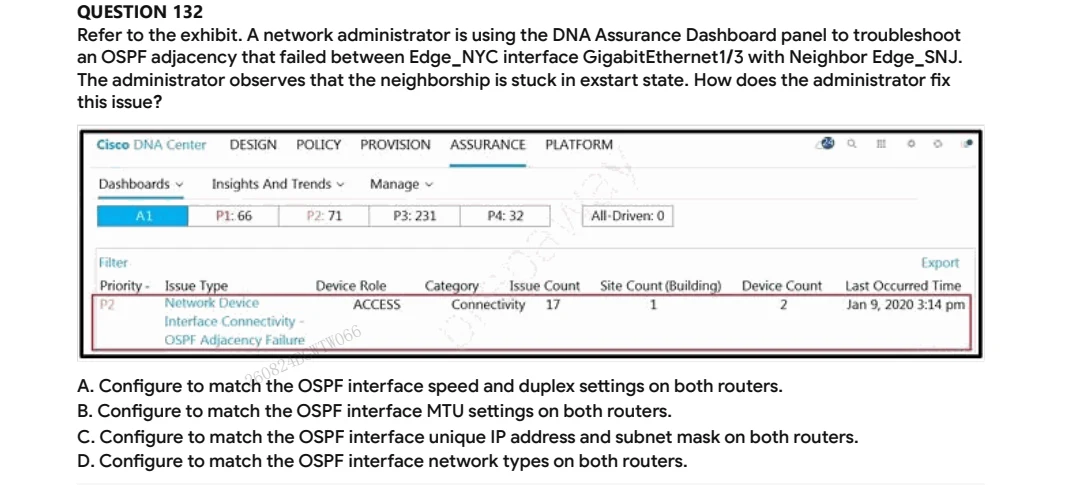 QUESTION 132
Refer to the exhibit. A network administrator is using the DNA Assurance Dashboard panel to troubleshoot
an OSPF adjacency that failed between Edge_NYC interface GigabitEthernet1/3 with Neighbor Edge_SNJ.
The administrator observes that the neighborship is stuck in exstart state. How does the administrator fix
this issue?
Cisco DNA Center DESIGN POLICY PROVISION ASSURANCE PLATFORM
Dashboards Insights And Trends Manage
A1 P1: 66 P2: 71 P3: 231 P4: 32 All-Driven: 0
Filter Export
Priority Issue Type Device Role Category Issue Count Site Count (Building) Device Count Last Occurred Time
P2 Network Device ACCESS Connectivity 17 1 2 Jan 9, 2020 3:14 pm
Interface Connectivity -
OSPF Adjacency Failure
A. Configure to match the OSPF interface speed and duplex settings on both routers.
B. Configure to match the OSPF interface MTU settings on both routers.
C. Configure to match the OSPF interface unique IP address and subnet mask on both routers.
D. Configure to match the OSPF interface network types on both routers.